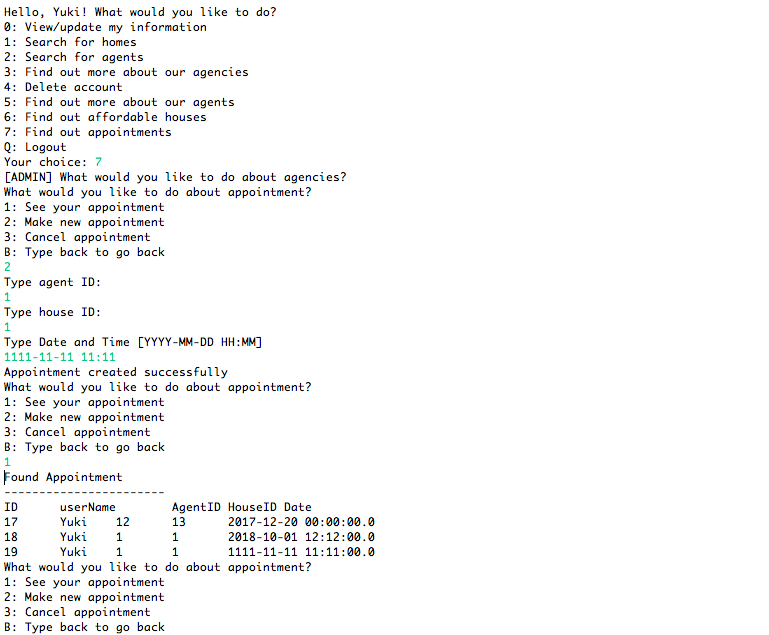 Hello, Yuki! What would you like to do?
0: View/update my information
1: Search for homes
2: Search for agents
3: Find out more about our agencies
4: Delete account
5: Find out more about our agents
6: Find out affordable houses
7: Find out appointments
Q: Logout
Your choice: 7
[ADMIN] What would you like to do about agencies?
What would you like to do about appointment?
1: See your appointment
2: Make new appointment
3: Cancel appointment
B: Type back to go back
2
Type agent ID:
1
Type house ID:
1
Type Date and Time [YYYY-MM-DD HH:MM]
1111-11-11 11:11
Appointment created successfully
What would you like to do about appointment?
1: See your appointment
2: Make new appointment
3: Cancel appointment
B: Type back to go back
1
Found Appointment
-----------------------
ID      userName        AgentID HouseID Date
17      Yuki    12      13      2017-12-20 00:00:00.0
18      Yuki    1       1       2018-10-01 12:12:00.0
19      Yuki    1       1       1111-11-11 11:11:00.0
What would you like to do about appointment?
1: See your appointment
2: Make new appointment
3: Cancel appointment
B: Type back to go back